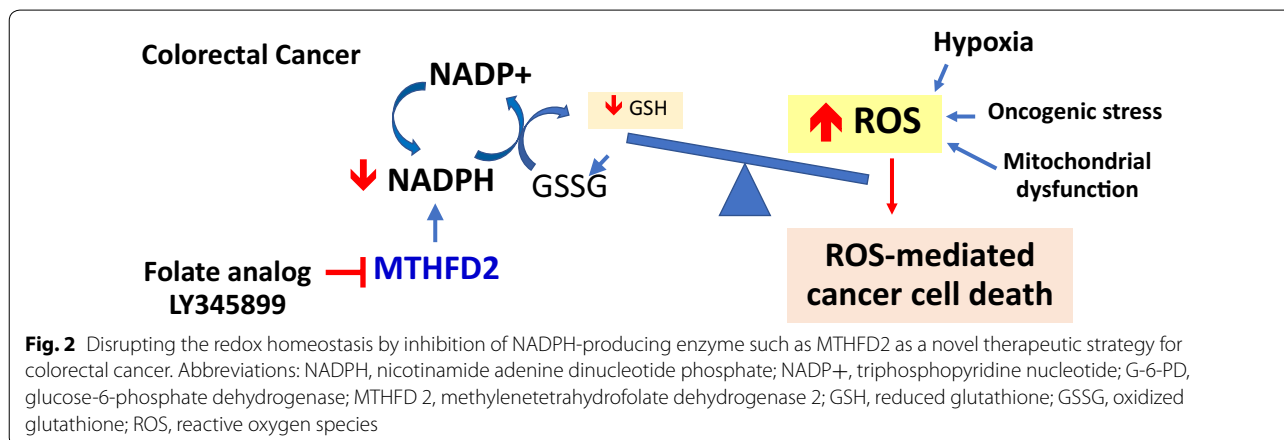 Colorectal Cancer
NADP+
NADPH
GSH
GSSG
MTHFD2
Folate analog
LY345899
Hypoxia
ROS
Oncogenic stress
Mitochondrial
dysfunction
ROS-mediated
cancer cell death
Fig. 2 Disrupting the redox homeostasis by inhibition of NADPH-producing enzyme such as MTHFD2 as a novel therapeutic strategy for
colorectal cancer. Abbreviations: NADPH, nicotinamide adenine dinucleotide phosphate; NADP+, triphosphopyridine nucleotide; G-6-PD,
glucose-6-phosphate dehydrogenase; MTHFD 2, methylenetetrahydrofolate dehydrogenase 2; GSH, reduced glutathione; GSSG, oxidized
glutathione; ROS, reactive oxygen species